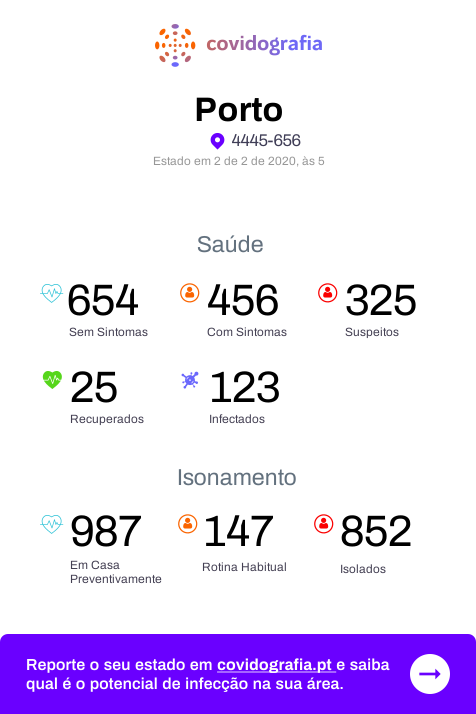 covidografia
Porto
4445-656
Estado em 2 de 2 de 2020, às 5
Saúde
654 456 325
Sem Sintomas Com Sintomas Suspeitos
25 123
Recuperados Infectados
Isonamento
987 147 852
Em Casa
Preventivamente Rotina Habitual Isolados
Reporte o seu estado em covidografia.pt e saiba
qual é o potencial de infecção na sua área.